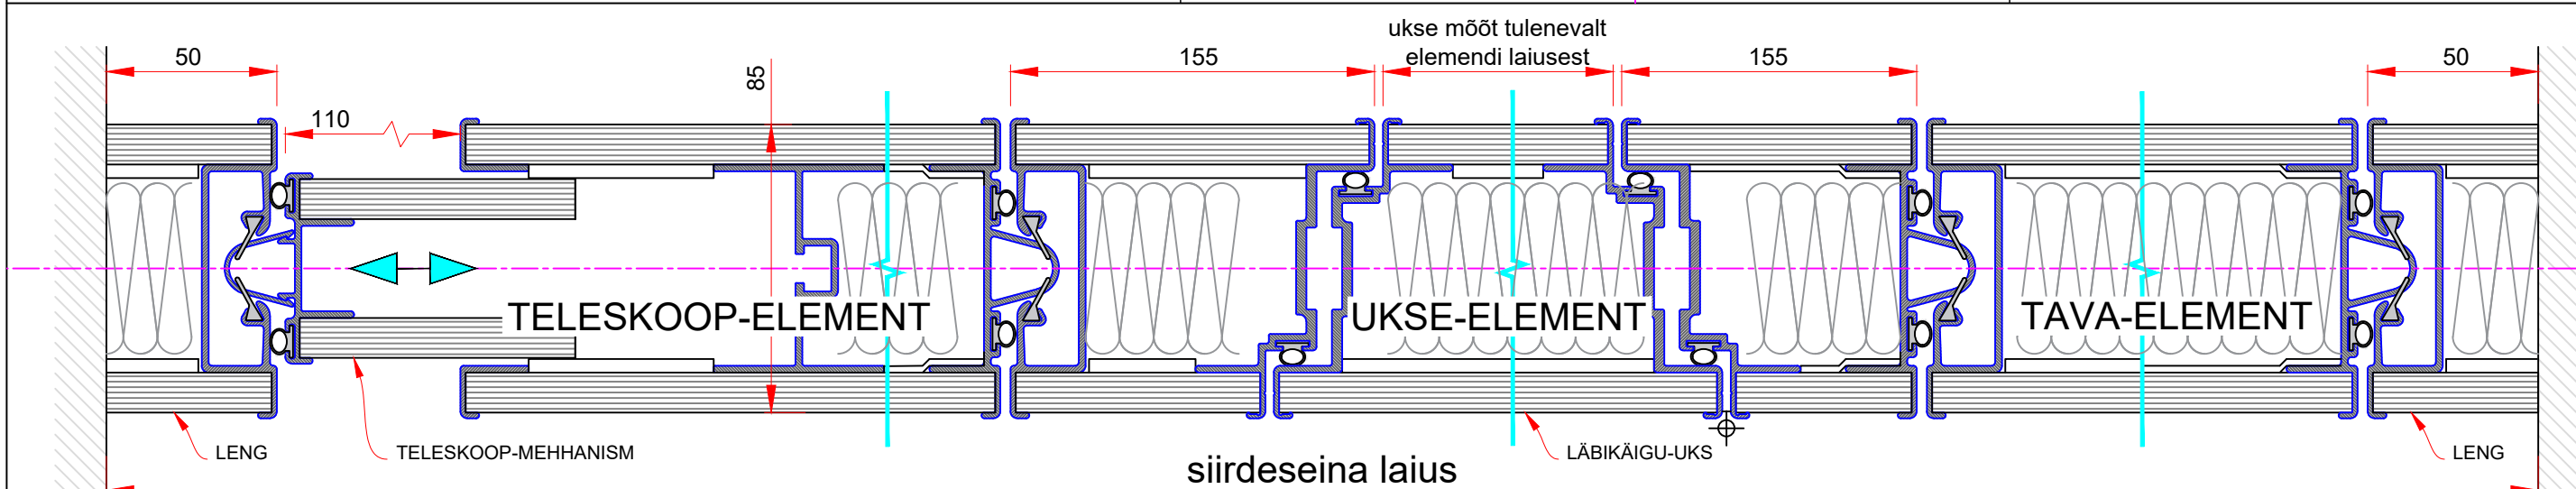 ukse mõõt tulenevalt
elemendi laiusest
50
155
155
50
85
110
TELESKOOP-ELEMENT
UKSE-ELEMENT
TAVA-ELEMENT
LENG
TELESKOOP-MEHHANISM
LÄBIKÄIGU-UKS
LENG
siirdeseina laius